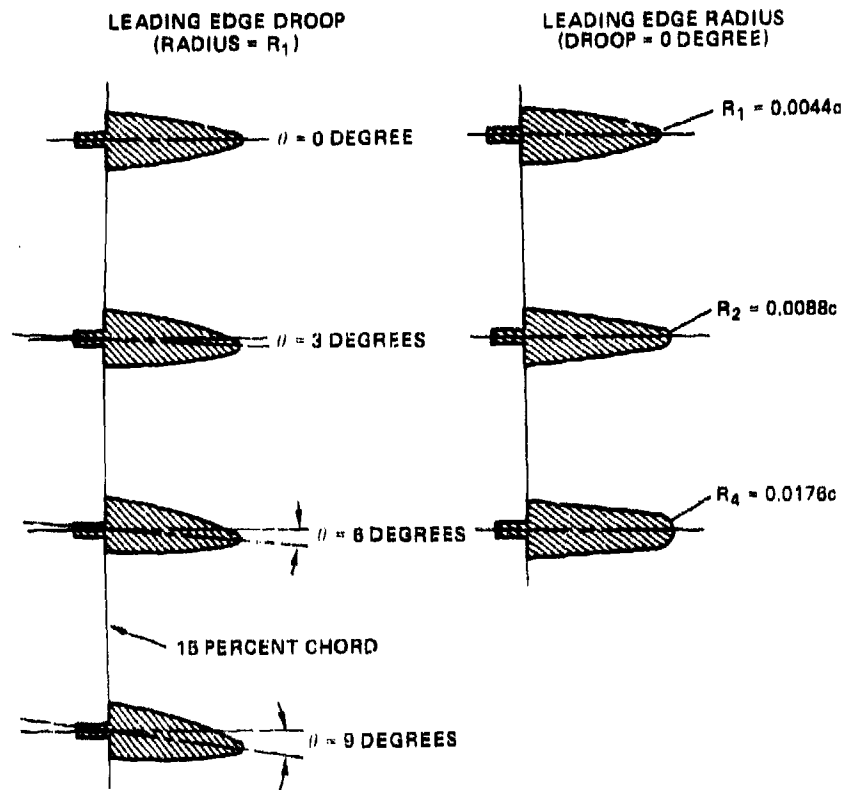 LEADING EDGE DROOP
(RADIUS = R₁)
θ = 0 DEGREE
θ = 3 DEGREES
θ = 6 DEGREES
15 PERCENT CHORD
θ = 9 DEGREES
LEADING EDGE RADIUS
(DROOP = 0 DEGREE)
R₁ = 0.0044c
R₂ = 0.0088c
R₄ = 0.0176c